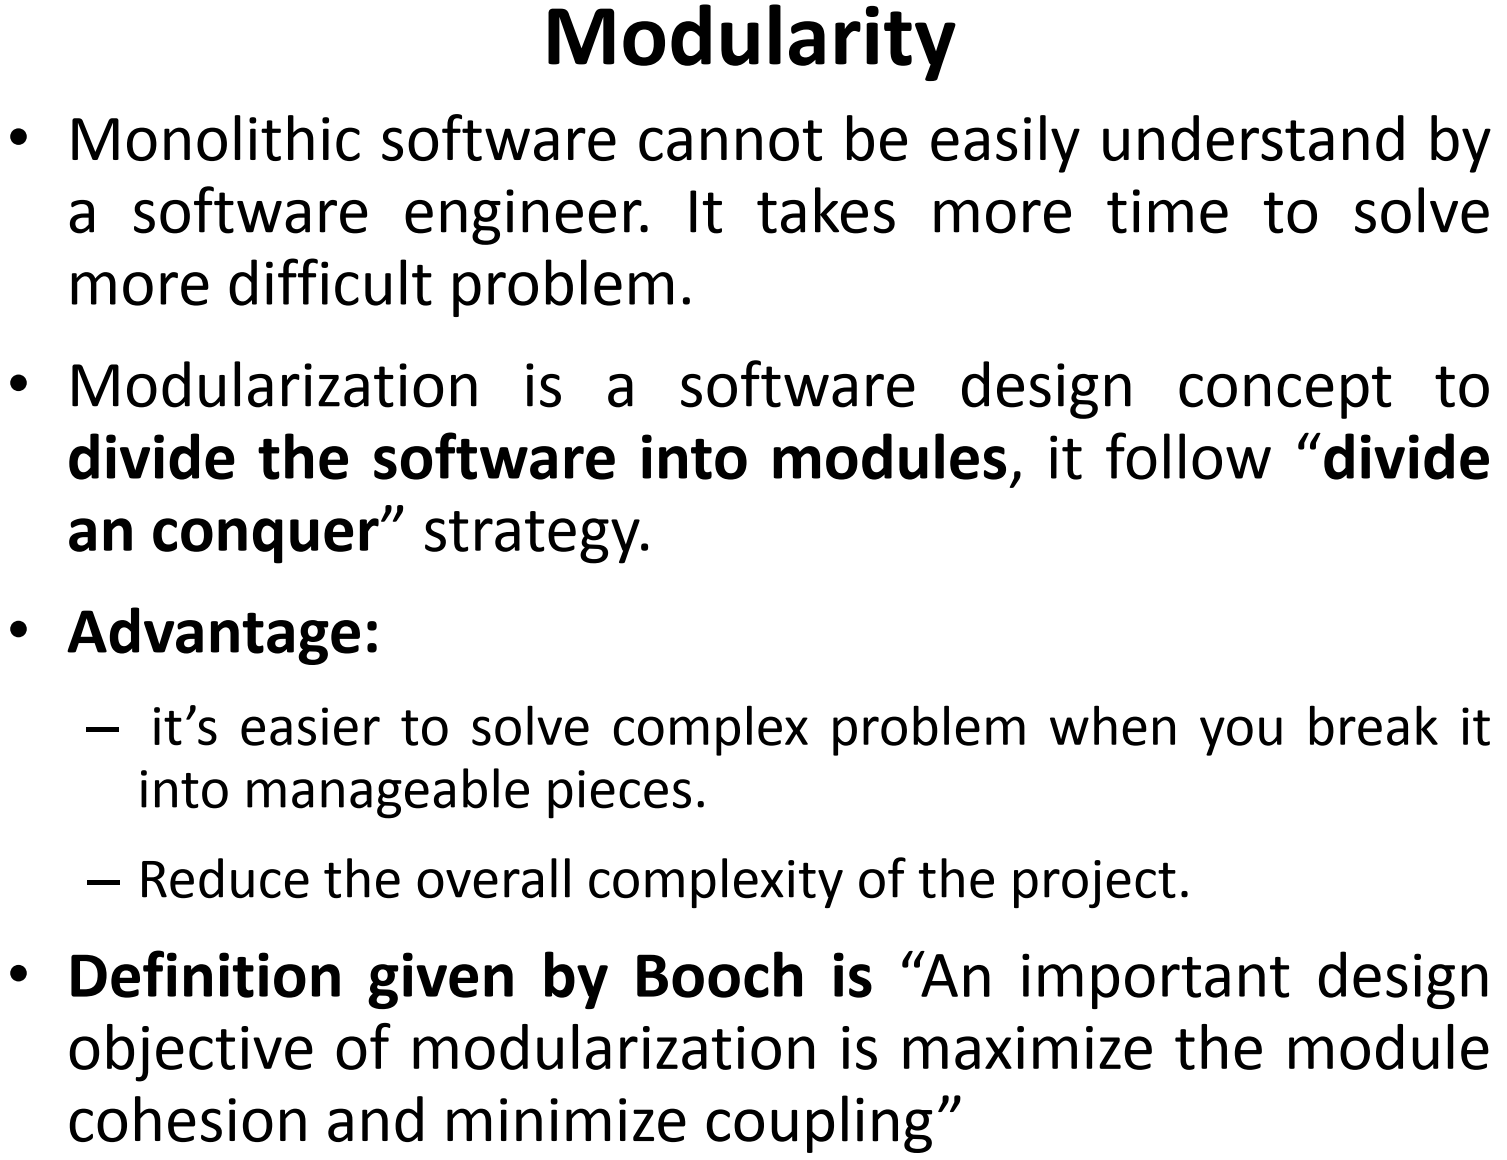 Modularity
• Monolithic software cannot be easily understand by
a software engineer. It takes more time to solve
more difficult problem.
• Modularization is a software design concept to
divide the software into modules, it follow “divide
an conquer” strategy.
• Advantage:
– it’s easier to solve complex problem when you break it
into manageable pieces.
– Reduce the overall complexity of the project.
• Definition given by Booch is “An important design
objective of modularization is maximize the module
cohesion and minimize coupling”